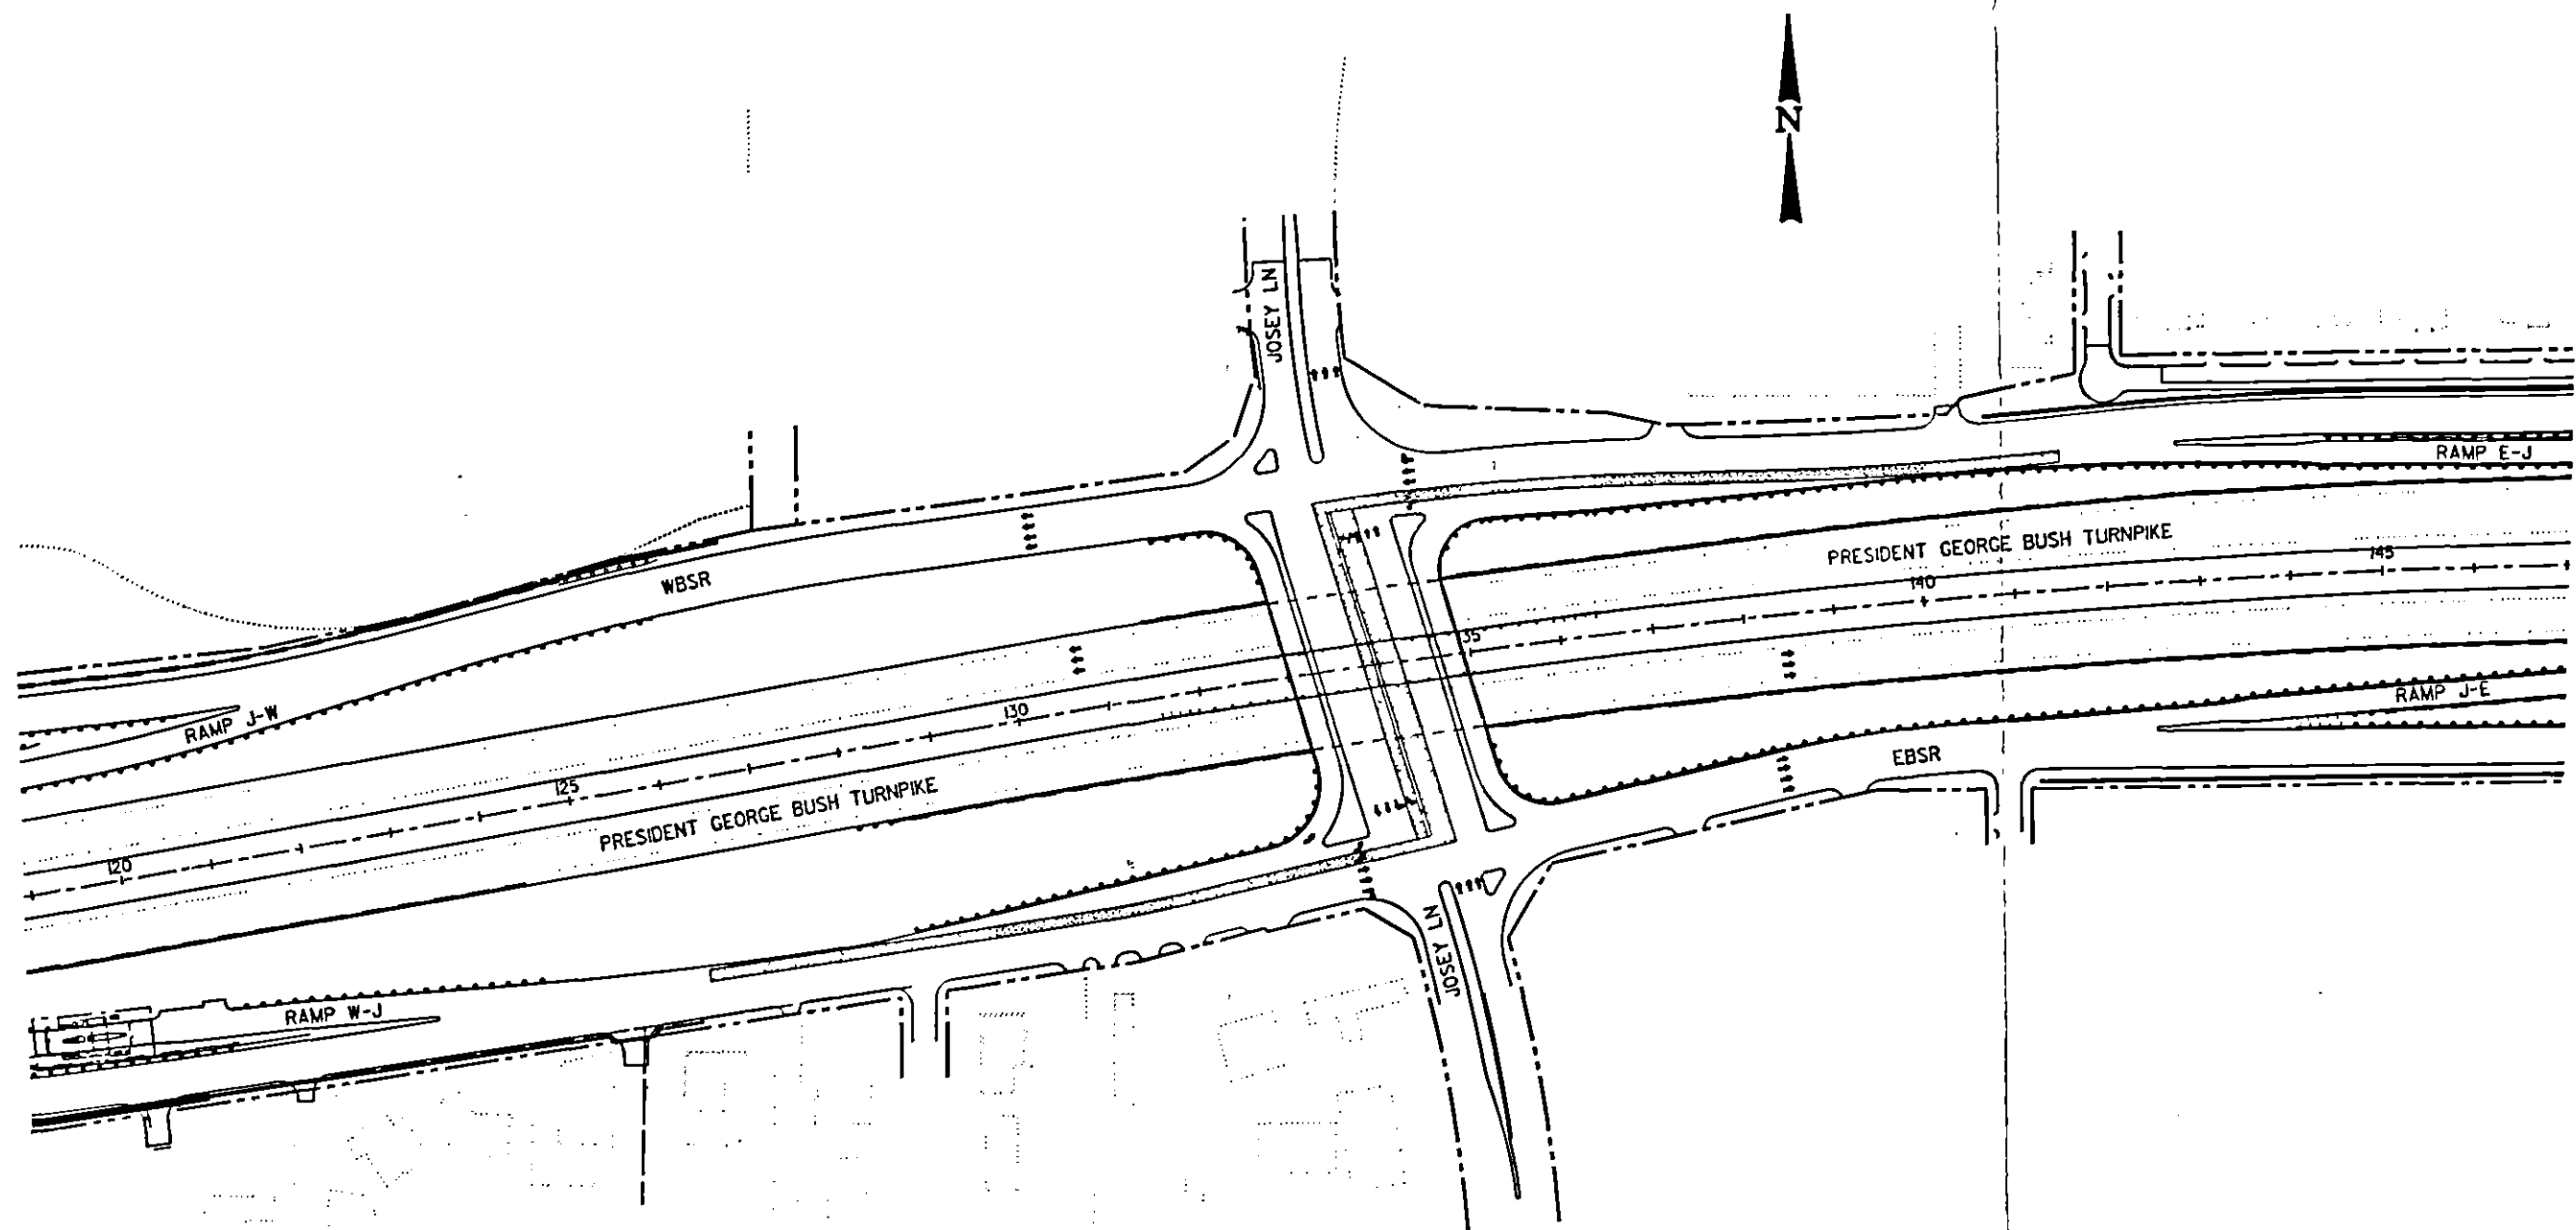 N
JOSEY LN
RAMP E-J
PRESIDENT GEORGE BUSH TURNPIKE
145
140
WBSR
35
RAMP J-E
130
RAMP J-W
EBSR
125
PRESIDENT GEORGE BUSH TURNPIKE
120
JOSEY LN
RAMP W-J